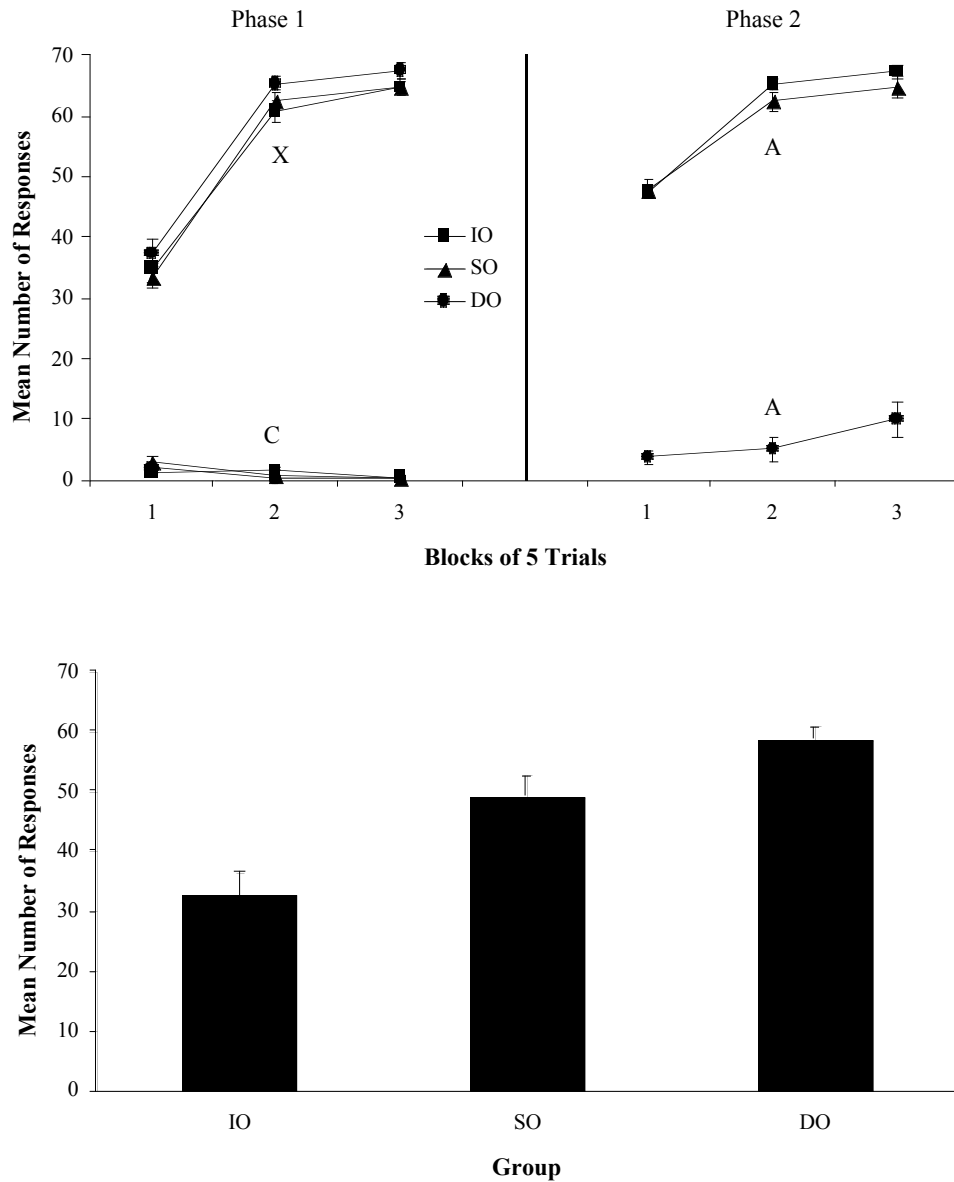 Phase 1 Phase 2
70
60
50
40
30
20
10
0
Mean Number of Responses
X
C
IO
SO
DO
A
A
1 2 3 1 2 3
Blocks of 5 Trials
70
60
50
40
30
20
10
0
Mean Number of Responses
IO SO DO
Group